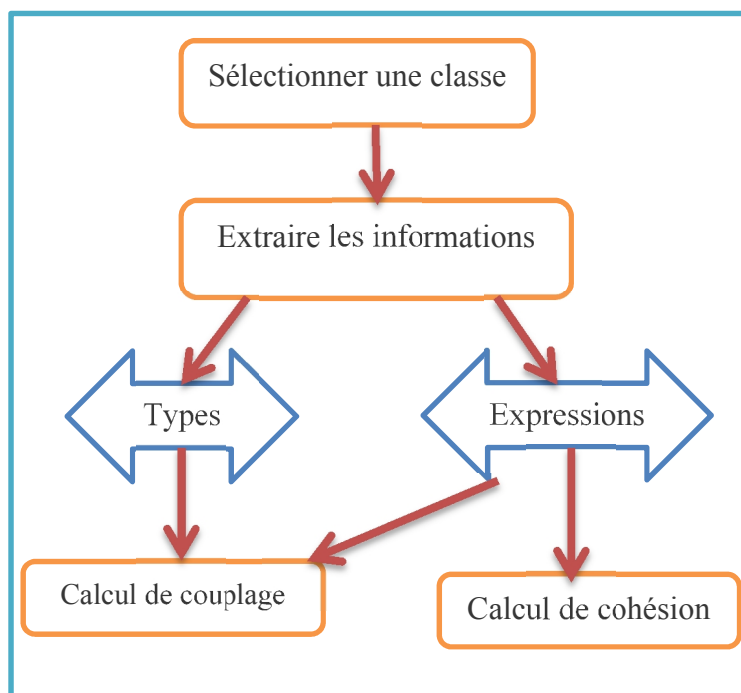 Sélectionner une classe
Extraire les informations
Types
Expressions
Calcul de couplage
Calcul de cohésion